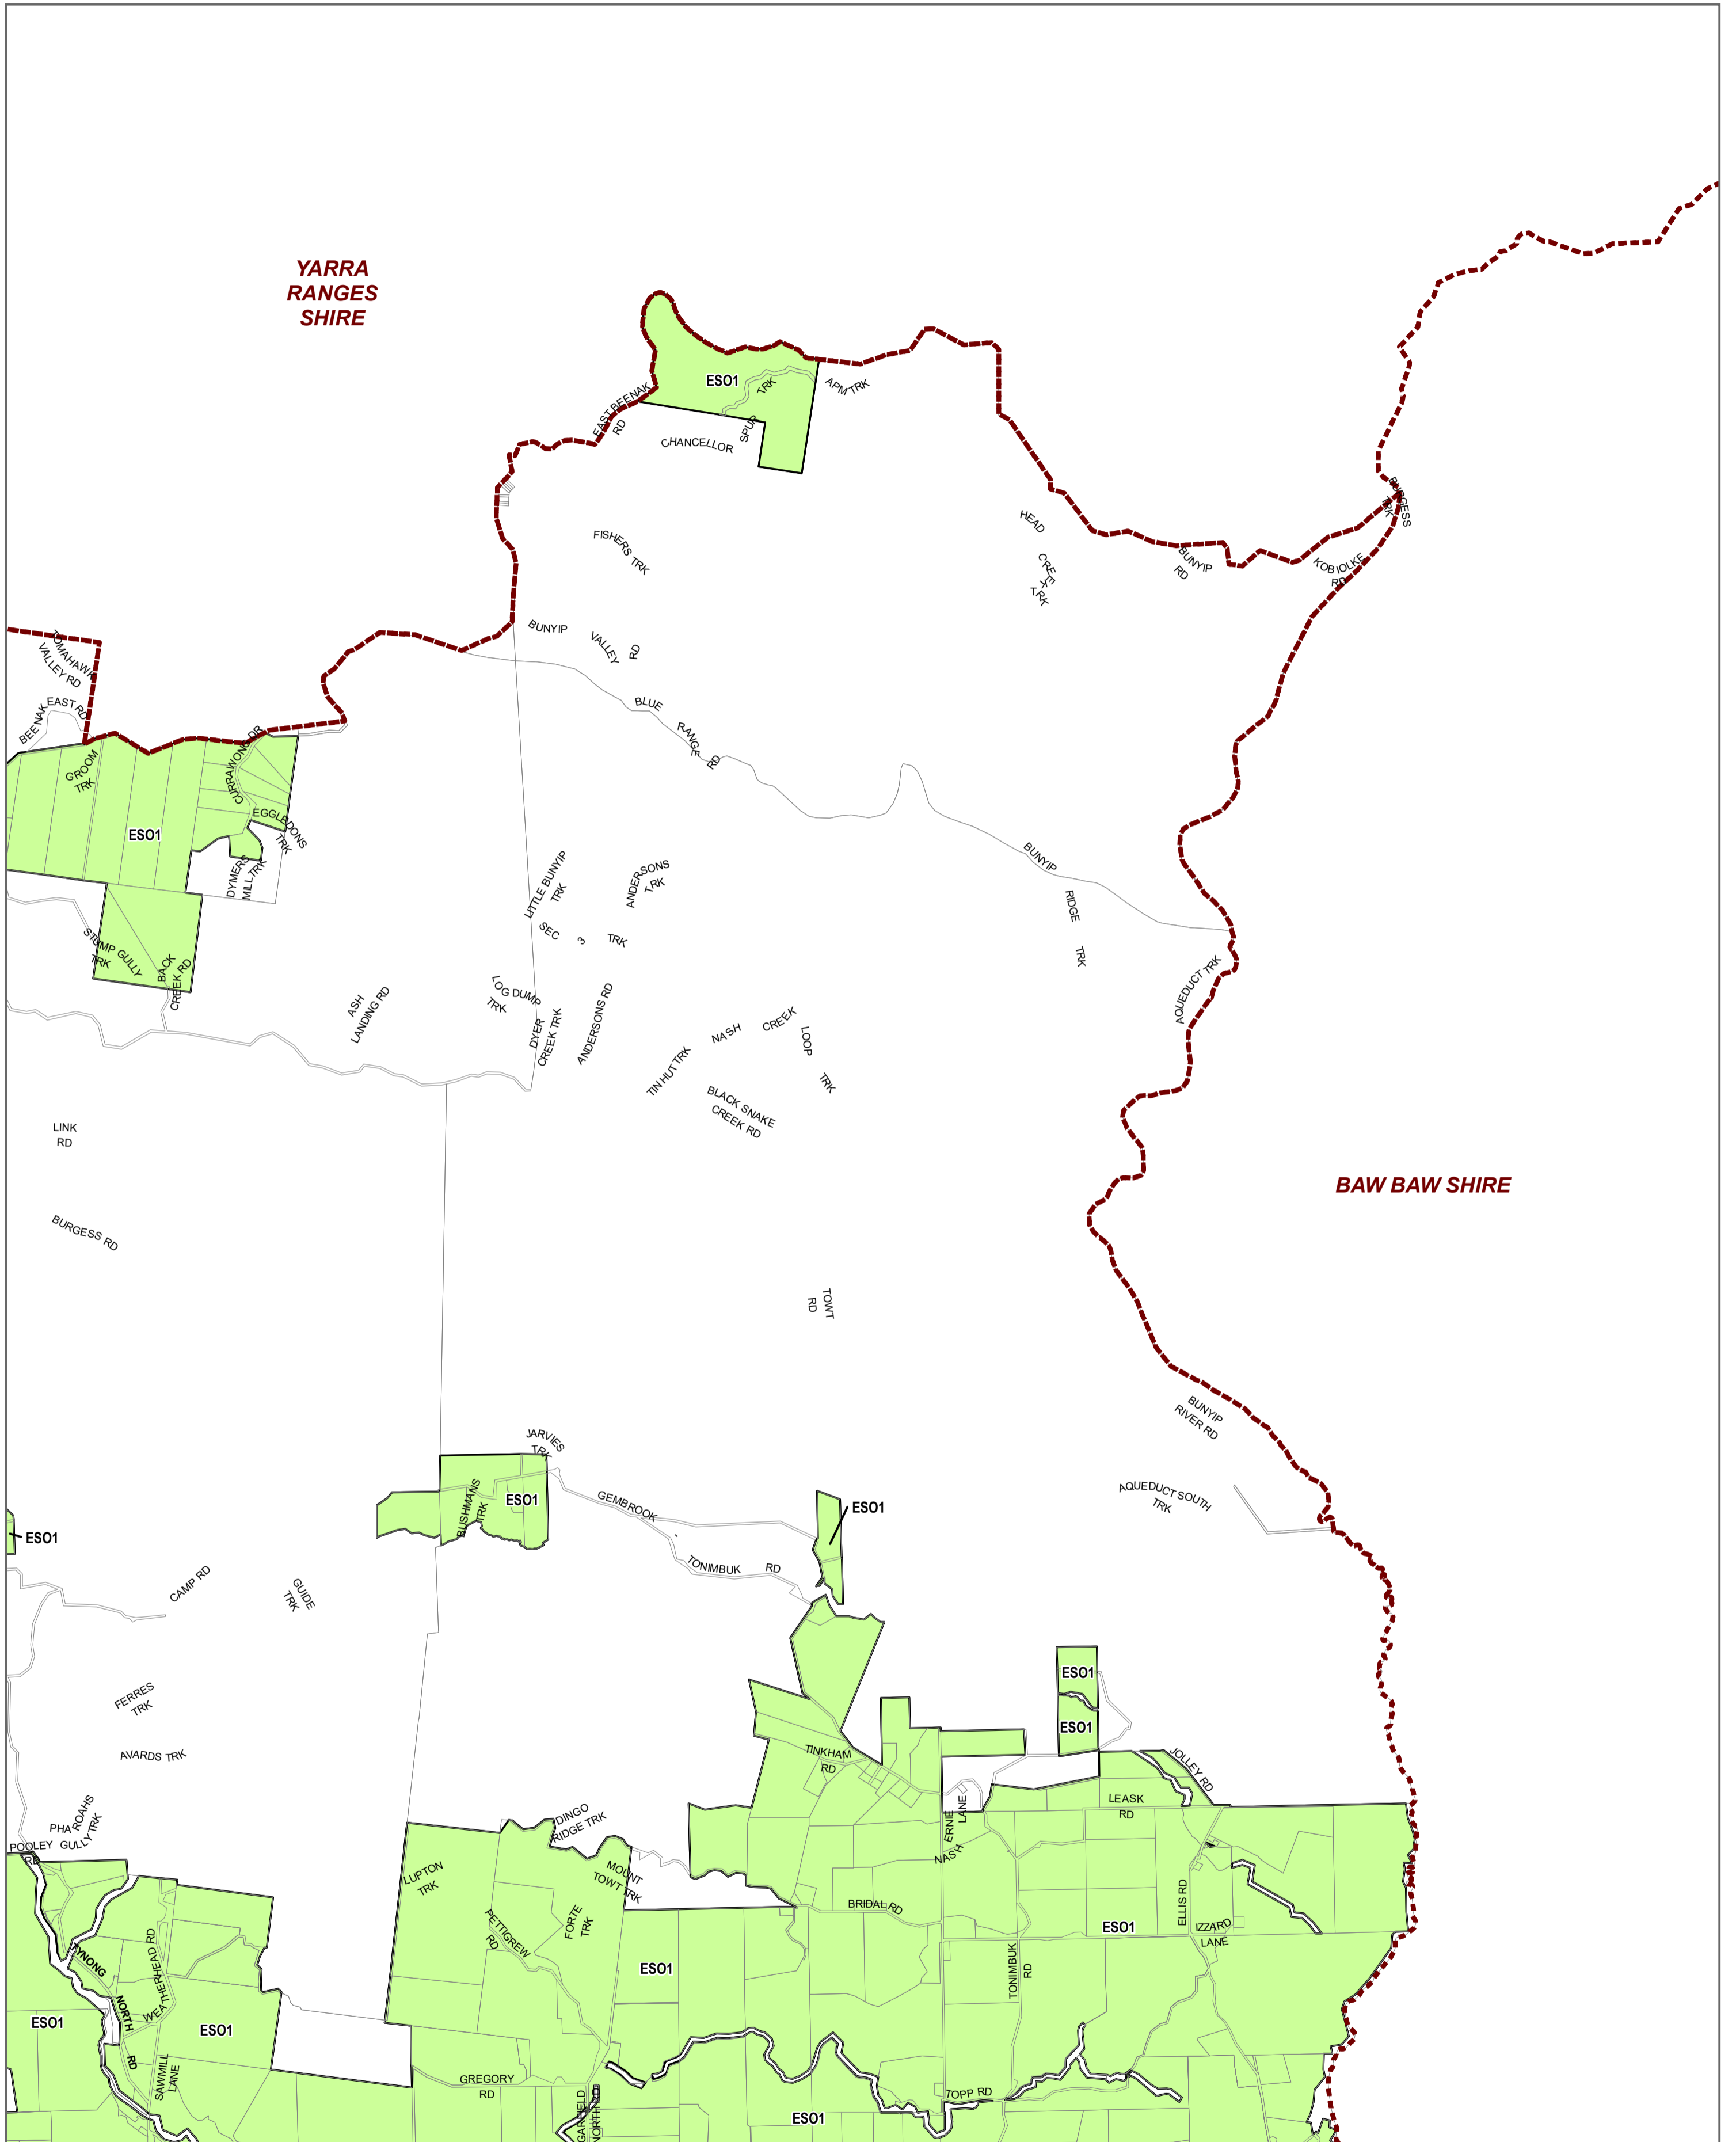 YARRA
RANGES
SHIRE
ESO1
TRK
APM TRK
EAST BEENAK
RD
CHANCELLOR
SPUR
BURGESS
TRK
HEAD
CREEK
TRK
FISHERS TRK
BUNYIP
RD
KOBIOLKE
RD
BUNYIP
VALLEY
RD
TOMAHAWK
VALLEY RD
BLUE
RANGE
RD
BEENAK
EAST RD
GROOM
TRK
CURRAWONG DR
EGGLEDONS
TRK
ESO1
DYMERS
MILL TRK
BUNYIP
RIDGE
TRK
LITTLE BUNYIP
TRK
ANDERSONS
TRK
SEC 3 TRK
STUMP GULLY
TRK
BACK
CREEK RD
AQUEDUCT TRK
ASH
LANDING RD
LOG DUMP
TRK
DYER
CREEK TRK
ANDERSONS RD
TIN HUT TRK
NASH
CREEK
LOOP
TRK
BLACK SNAKE
CREEK RD
LINK
RD
BAW BAW SHIRE
BURGESS RD
TOWT
RD
BUNYIP
RIVER RD
JARVIES
TRK
BUSHMANS
TRK
ESO1
GEMBROOK
-
TONIMBUK
RD
ESO1
AQUEDUCT SOUTH
TRK
ESO1
CAMP RD
GUIDE
TRK
FERRES
TRK
AVARDS TRK
ESO1
ESO1
TINKHAM
RD
JOLLEY RD
LEASK
RD
ERNIE
LANE
NASH
PHAROAHS
GULLY TRK
POOLEY
RD
DINGO
RIDGE TRK
MOUNT
TOWT TRK
LUPTON
TRK
PETTIGREW
RD
FORTE
TRK
BRIDAL RD
ELLIS RD
ESO1
IZZARD
LANE
TYNONG
NORTH
RD
WEATHERHEAD RD
ESO1
TONIMBUK
RD
ESO1
ESO1
SAWMILL
LANE
GREGORY
RD
GARFIELD
NORTH RD
TOPP RD
ESO1